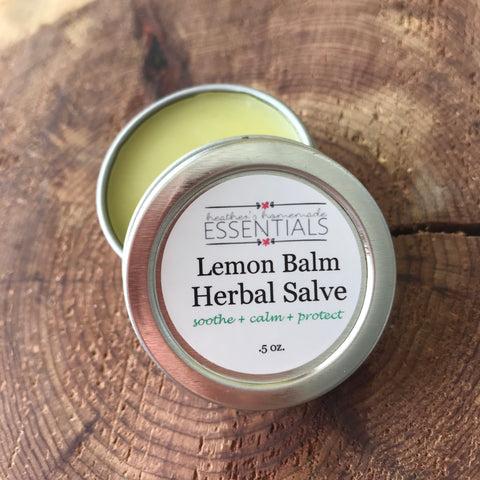 heather's homemade
ESSENTIALS
Lemon Balm
Herbal Salve
soothe + calm + protect
.5 oz.